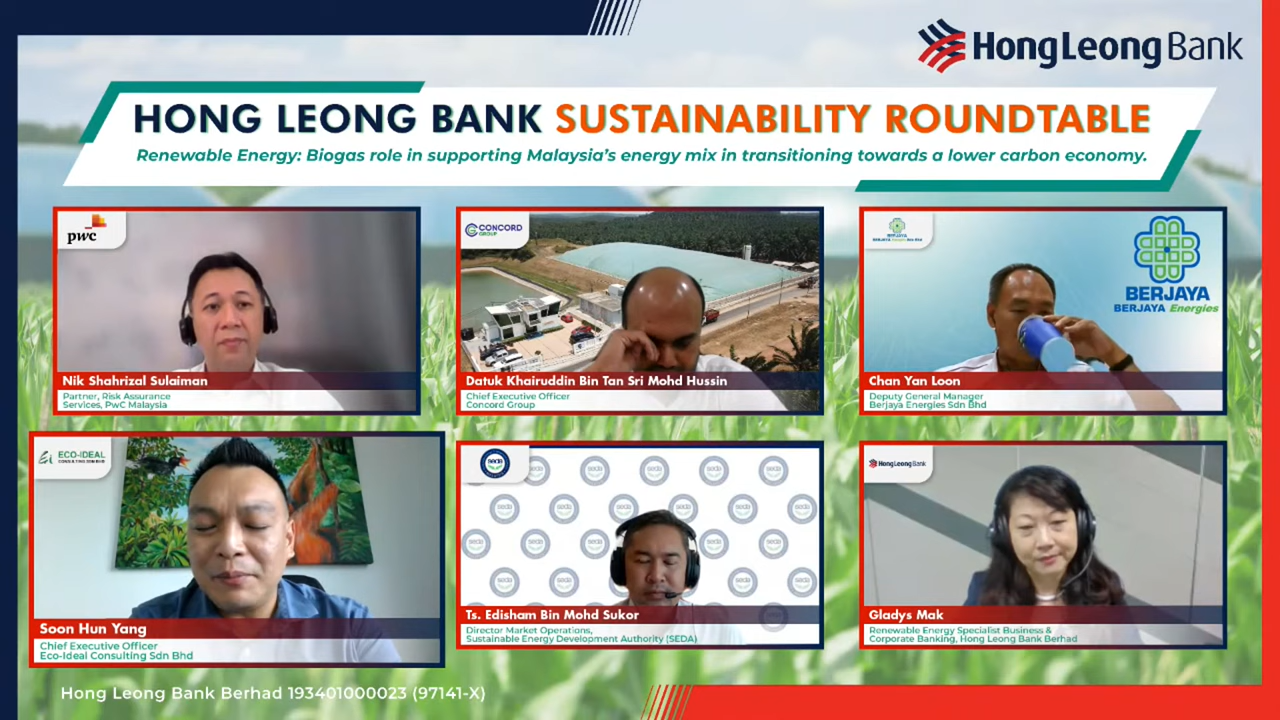 HongLeong Bank
HONG LEONG BANK SUSTAINABILITY ROUNDTABLE
Renewable Energy: Biogas role in supporting Malaysia's energy mix in transitioning towards a lower carbon economy.
pwc
Nik Shahrizal Sulaiman
Partner, Risk Assurance
Services, PwC Malaysia
CONCORD
GROUP
Datuk Khairuddin Bin Tan Sri Mohd Hussin
Chief Executive Officer
Concord Group
BERJAYA
BERJAYA
BERJAYA Energies
Chan Yan Loon
Deputy General Manager
Berjaya Energies Sdn Bhd
ECO-IDEAL
CONSULTING SDN BHD
Soon Hun Yang
Chief Executive Officer
Eco-Ideal Consulting Sdn Bhd
seda
Ts. Edisham Bin Mohd Sukor
Director Market Operations,
Sustainable Energy Development Authority (SEDA)
HongLeong Bank
Gladys Mak
Renewable Energy Specialist Business &
Corporate Banking, Hong Leong Bank Berhad
Hong Leong Bank Berhad 193401000023 (97141-X)